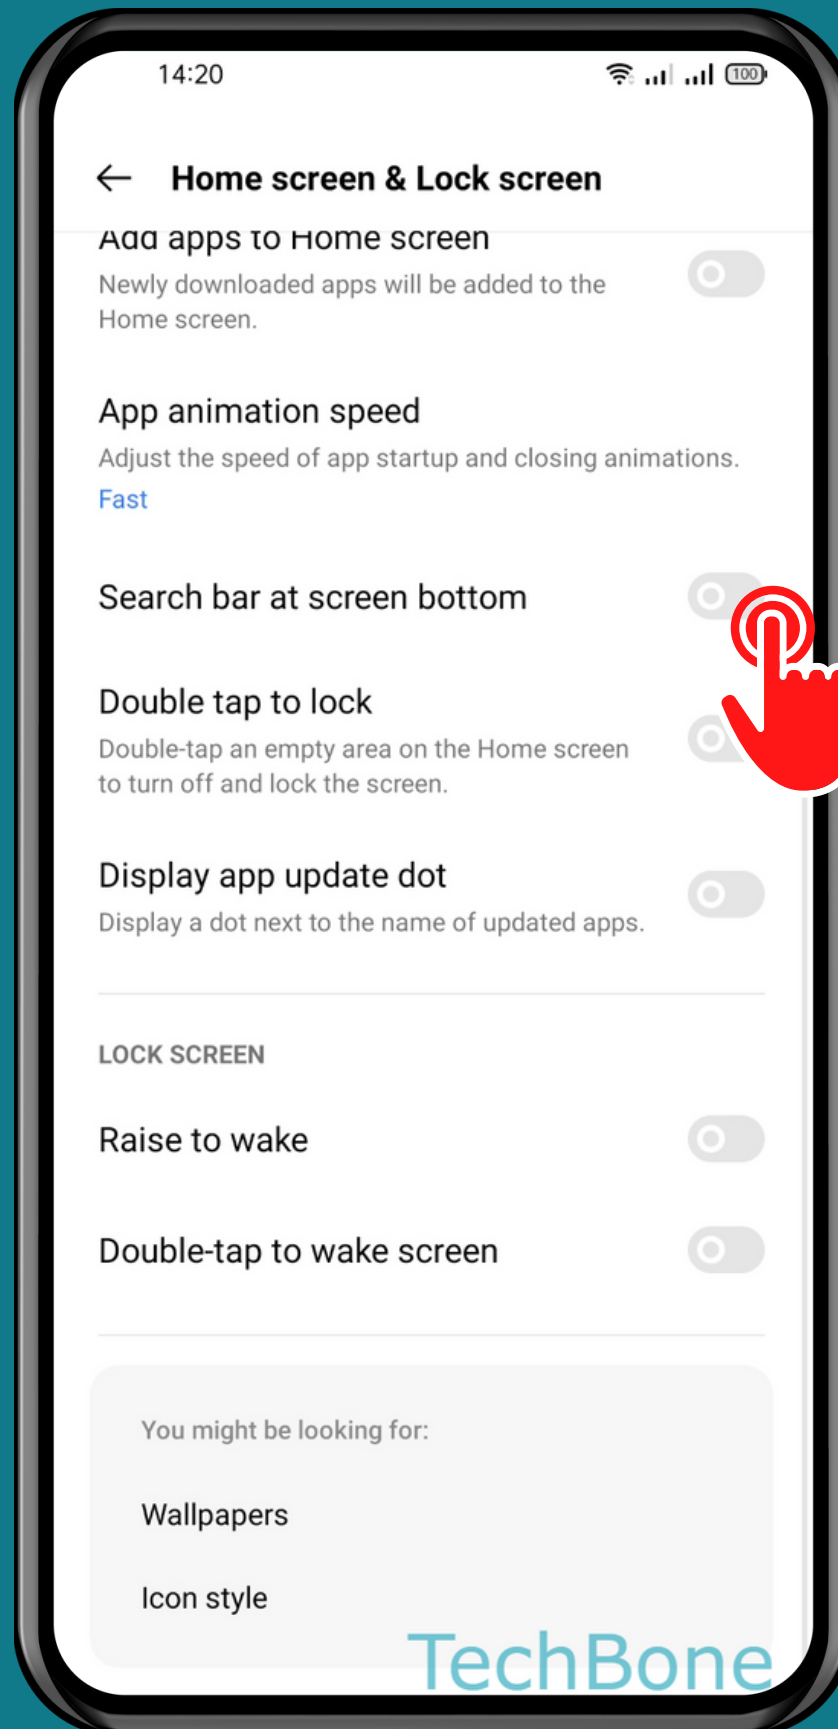 14:20
100
Home screen & Lock screen
Add apps to Home screen
Newly downloaded apps will be added to the
Home screen.
App animation speed
Adjust the speed of app startup and closing animations.
Fast
Search bar at screen bottom
Double tap to lock
Double-tap an empty area on the Home screen
to turn off and lock the screen.
Display app update dot
Display a dot next to the name of updated apps.
LOCK SCREEN
Raise to wake
Double-tap to wake screen
You might be looking for:
Wallpapers
Icon style
TechBone